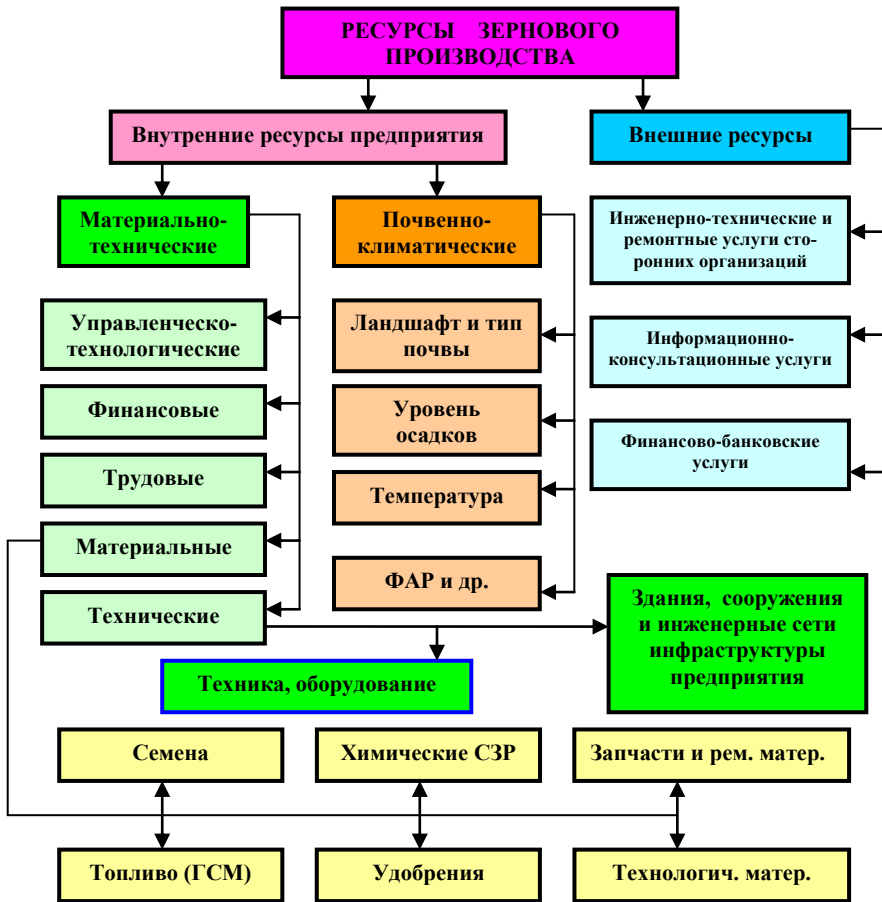 РЕСУРСЫ ЗЕРНОВОГО
ПРОИЗВОДСТВА
Внутренние ресурсы предприятия
Внешние ресурсы
Материально-
технические
Почвенно-
климатические
Инженерно-технические и
ремонтные услуги сто-
ронних организаций
Управленческо-
технологические
Ландшафт и тип
почвы
Информационно-
консультационные услуги
Финансовые
Уровень
осадков
Финансово-банковские
услуги
Трудовые
Температура
Материальные
ФАР и др.
Технические
Здания, сооружения
и инженерные сети
инфраструктуры
предприятия
Техника, оборудование
Семена
Химические СЗР
Запчасти и рем. матер.
Топливо (ГСМ)
Удобрения
Технологич. матер.